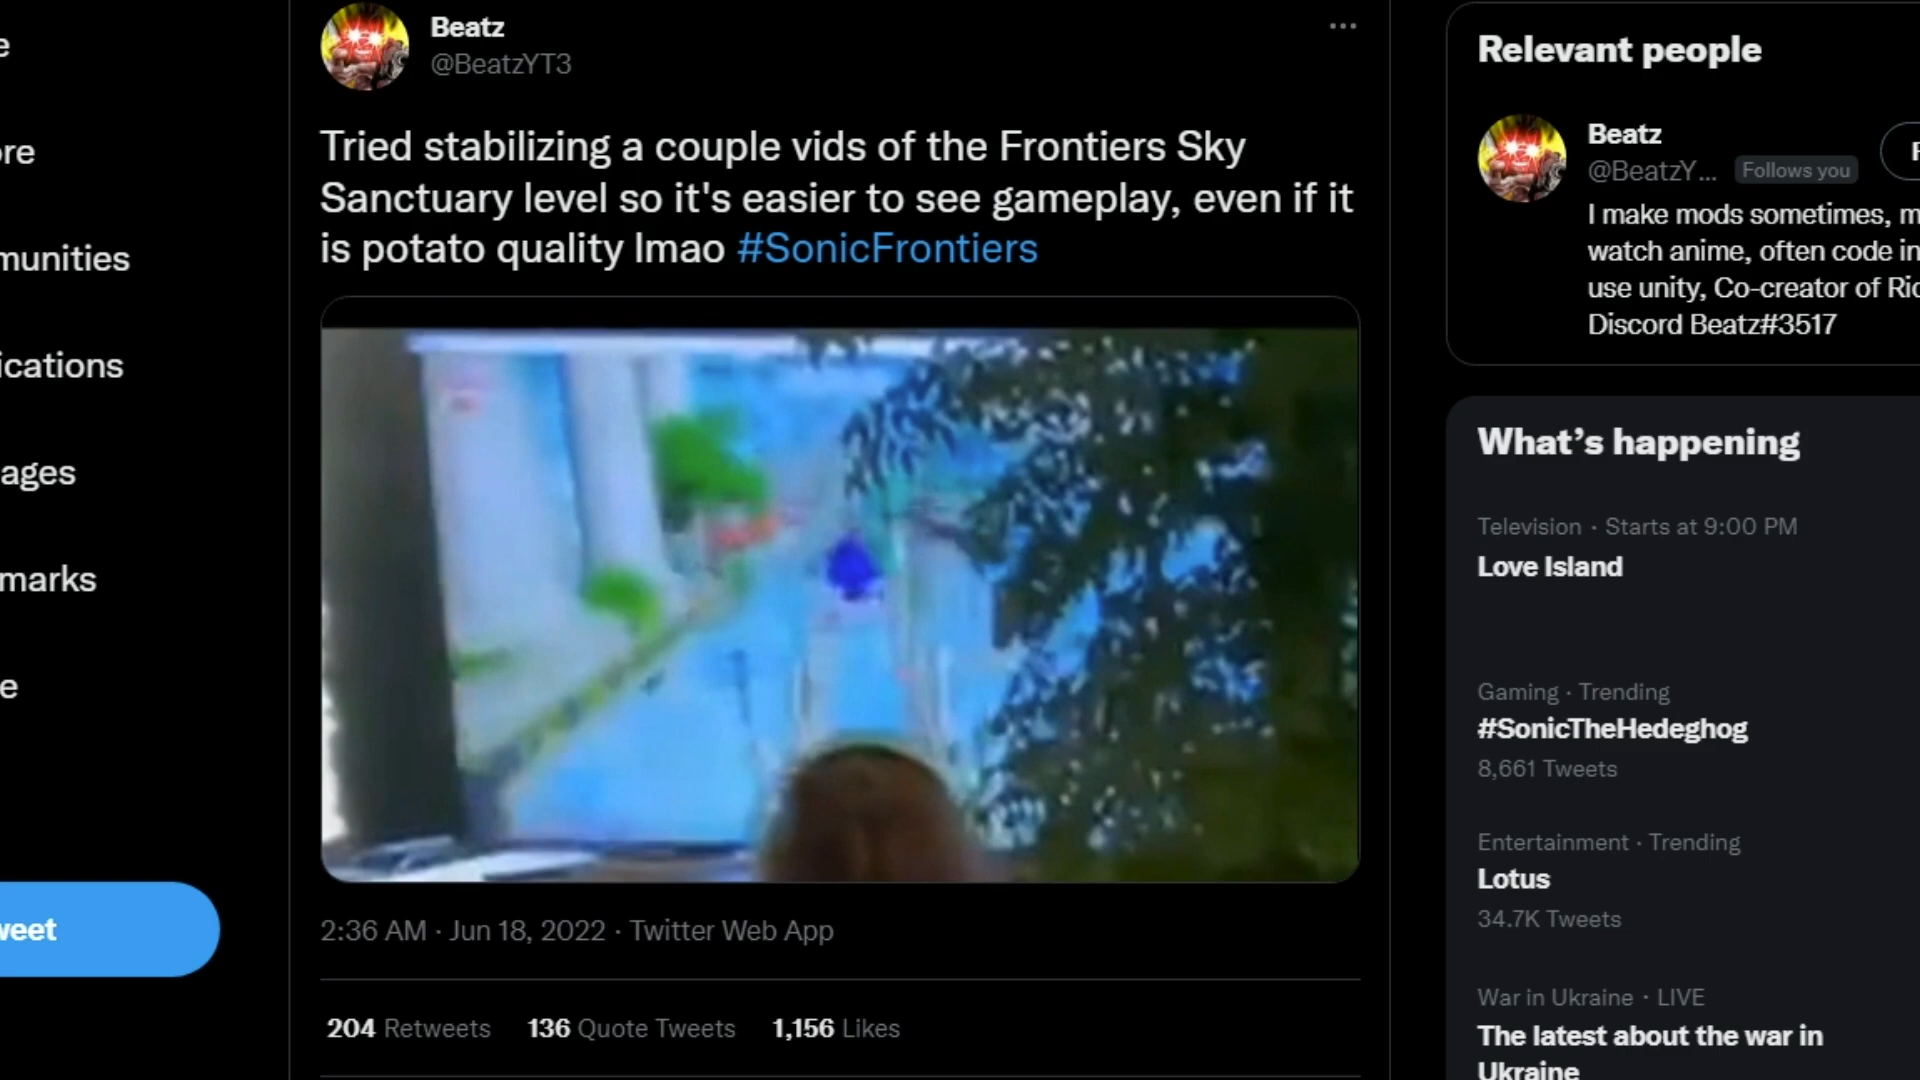 e
ore
munities
ications
ages
marks
e
weet
Beatz
@BeatzYT3
Tried stabilizing a couple vids of the Frontiers Sky
Sanctuary level so it's easier to see gameplay, even if it
is potato quality lmao #SonicFrontiers
2:36 AM · Jun 18, 2022 · Twitter Web App
204 Retweets 136 Quote Tweets 1,156 Likes
Relevant people
Beatz
@BeatzY... Follows you
I make mods sometimes, m
watch anime, often code in
use unity, Co-creator of Ric
Discord Beatz#3517
What's happening
Television · Starts at 9:00 PM
Love Island
Gaming · Trending
#SonicTheHedeghog
8,661 Tweets
Entertainment · Trending
Lotus
34.7K Tweets
War in Ukraine · LIVE
The latest about the war in
Ukraine